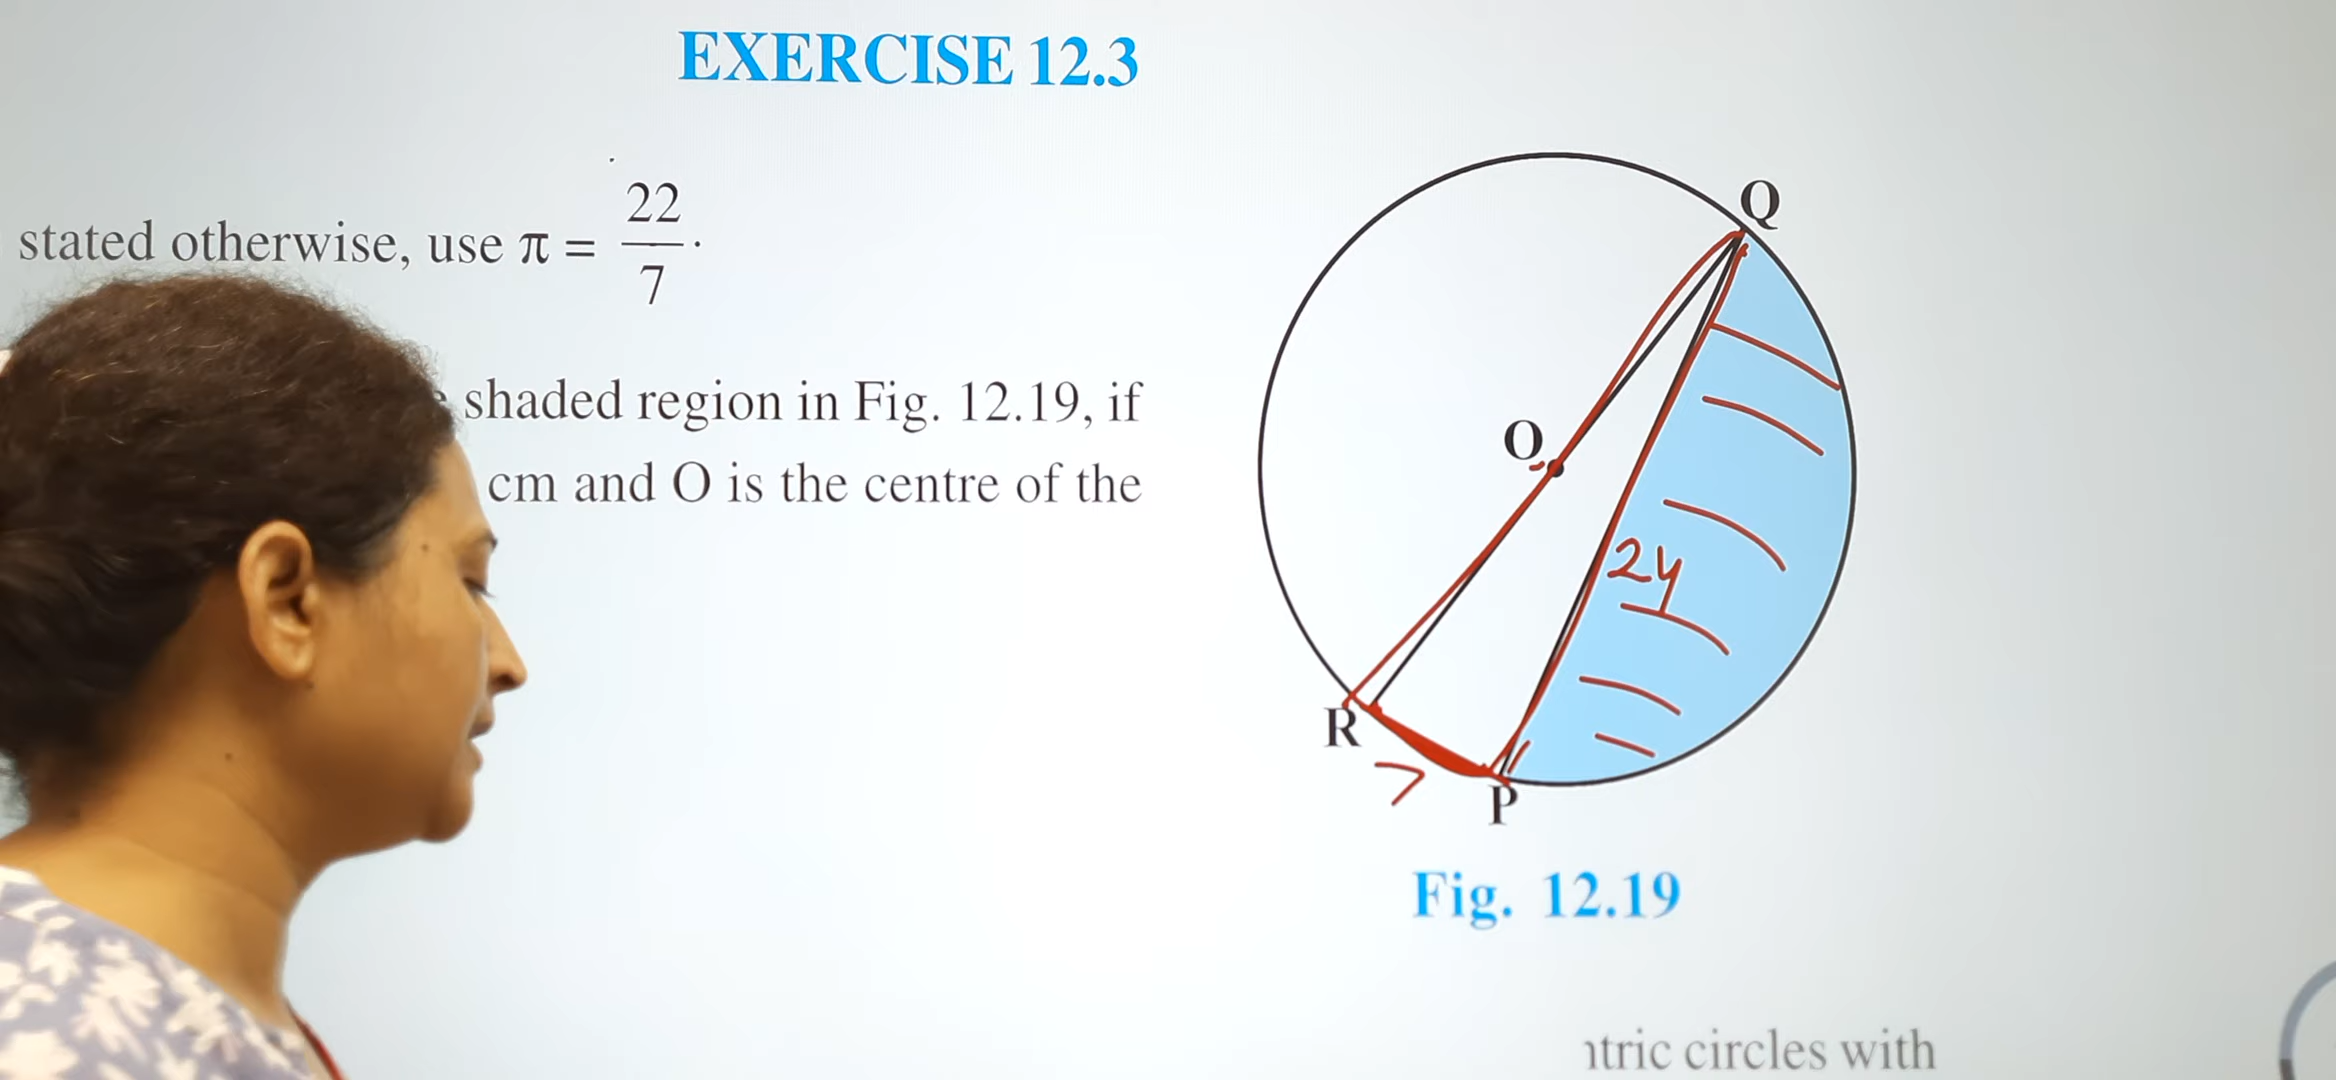 EXERCISE 12.3
stated otherwise, use π = 22/7.
shaded region in Fig. 12.19, if
cm and O is the centre of the
Q
O
24
R
7
P
Fig. 12.19
circles with